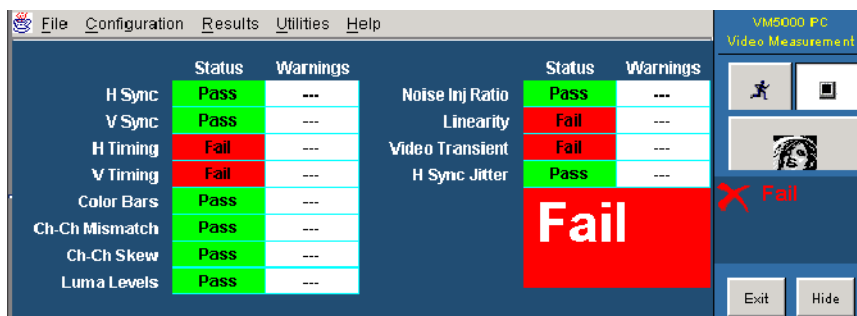 File Configuration Results Utilities Help
VM5000 PC
Video Measurement
Status Warnings Status Warnings
H Sync Pass --- Noise Inj Ratio Pass ---
V Sync Pass --- Linearity Fail ---
H Timing Fail --- Video Transient Fail ---
V Timing Fail --- H Sync Jitter Pass ---
Color Bars Pass ---
Ch-Ch Mismatch Pass ---
Ch-Ch Skew Pass ---
Luma Levels Pass ---
Fail
Fail
Exit Hide